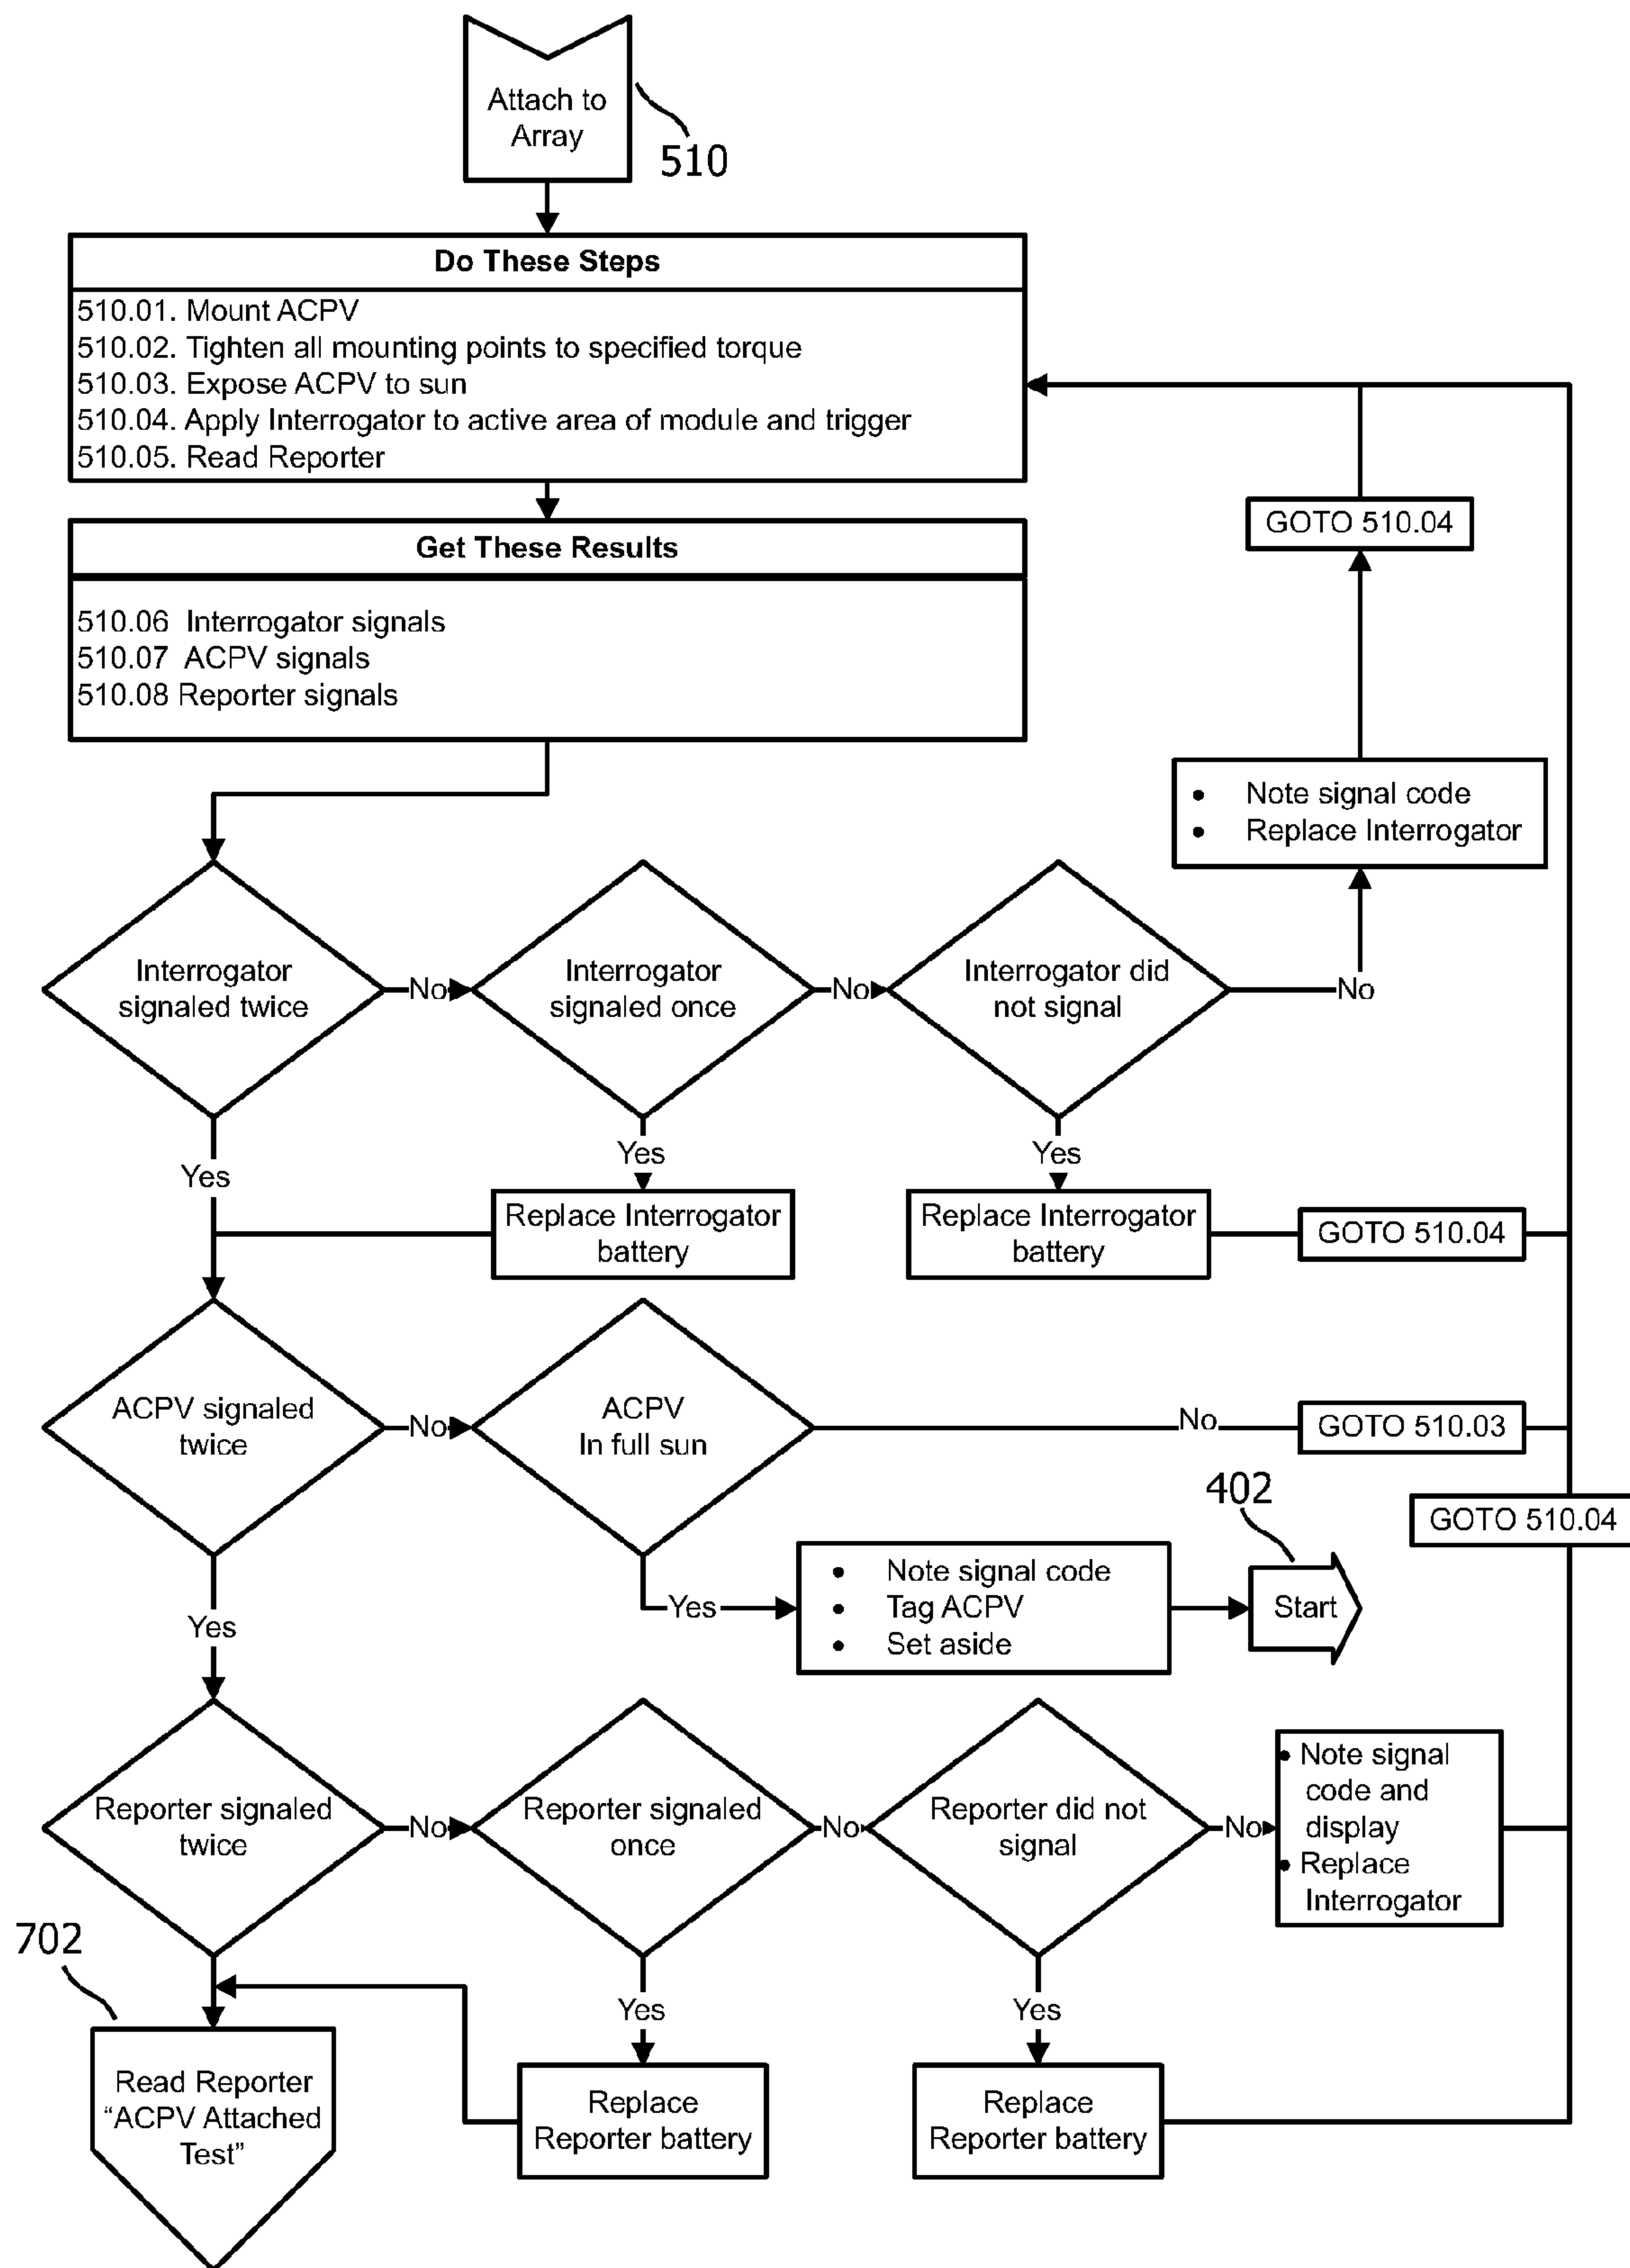 Attach to
Array
510
Do These Steps
510.01. Mount ACPV
510.02. Tighten all mounting points to specified torque
510.03. Expose ACPV to sun
510.04. Apply Interrogator to active area of module and trigger
510.05. Read Reporter
GOTO 510.04
Get These Results
510.06 Interrogator signals
510.07 ACPV signals
510.08 Reporter signals
• Note signal code
• Replace Interrogator
Interrogator
signaled twice
No
Interrogator
signaled once
No
Interrogator did
not signal
No
Yes
Yes
Yes
Replace Interrogator
battery
Replace Interrogator
battery
GOTO 510.04
ACPV signaled
twice
No
ACPV
In full sun
No
GOTO 510.03
402
GOTO 510.04
Yes
Yes
• Note signal code
• Tag ACPV
• Set aside
Start
Reporter signaled
twice
No
Reporter signaled
once
No
Reporter did not
signal
No
• Note signal
code and
display
• Replace
Interrogator
702
Yes
Yes
Read Reporter
“ACPV Attached
Test”
Replace
Reporter battery
Replace
Reporter battery